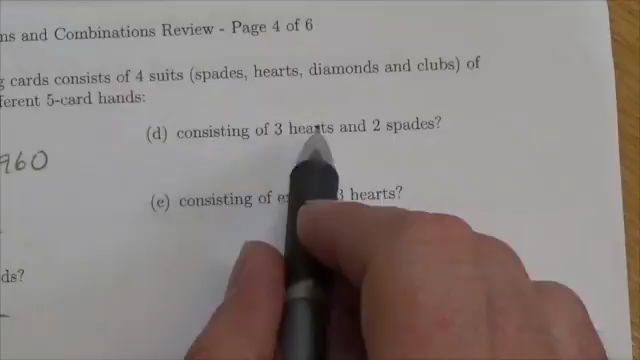 ns and Combinations Review - Page 4 of 6
g cards consists of 4 suits (spades, hearts, diamonds and clubs) of
ferent 5-card hands:
(d) consisting of 3 hearts and 2 spades?
960
(e) consisting of 3 hearts?
ds?